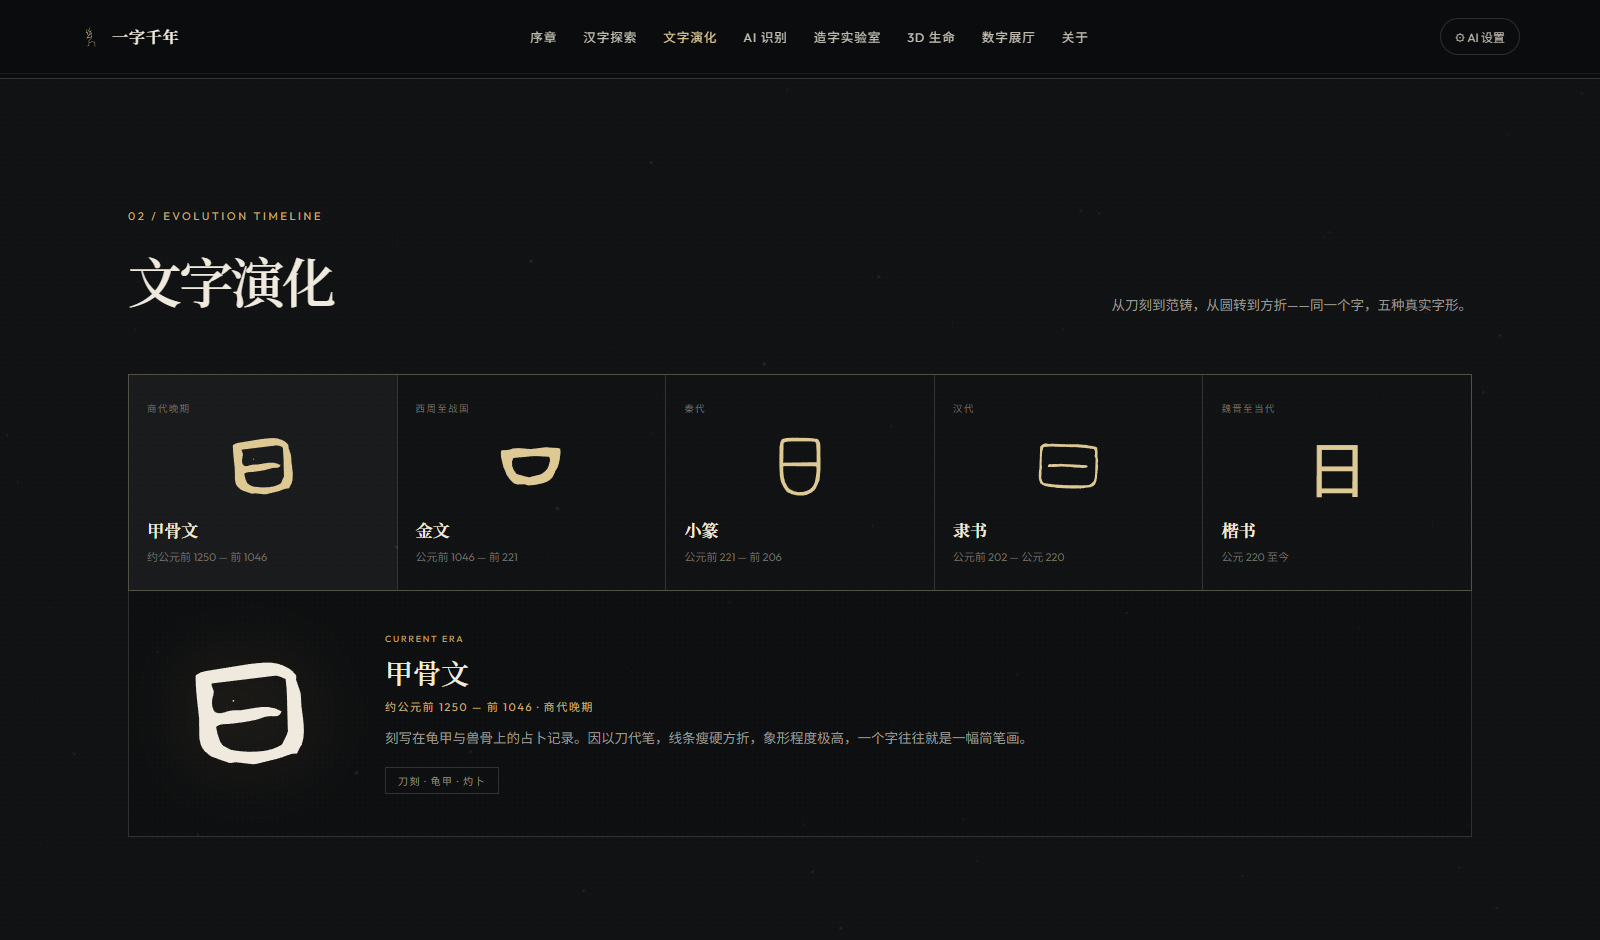 一字千年
序章 汉字探索 文字演化 AI 识别 造字实验室 3D 生命 数字展厅 关于
AI 设置
02 / EVOLUTION TIMELINE
文字演化
从刀刻到范铸，从圆转到方折——同一个字，五种真实字形。
商代晚期
日
甲骨文
约公元前 1250 — 前 1046
西周至战国
金文
公元前 1046 — 前 221
秦代
日
小篆
公元前 221 — 前 206
汉代
日
隶书
公元前 202 — 公元 220
魏晋至当代
日
楷书
公元 220 至今
日
CURRENT ERA
甲骨文
约公元前 1250 — 前 1046 · 商代晚期
刻写在龟甲与兽骨上的占卜记录。因以刀代笔，线条瘦硬方折，象形程度极高，一个字往往就是一幅简笔画。
刀刻 · 龟甲 · 灼卜